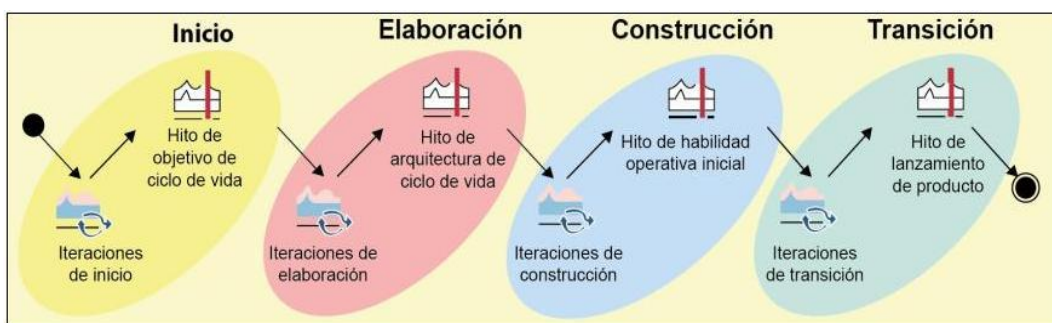 Inicio
Elaboración
Construcción
Transición
Hito de
objetivo de
ciclo de vida
Iteraciones
de inicio
Hito de
arquitectura de
ciclo de vida
Iteraciones de
elaboración
Hito de habilidad
operativa inicial
Iteraciones de
construcción
Hito de
lanzamiento
de producto
Iteraciones
de transición